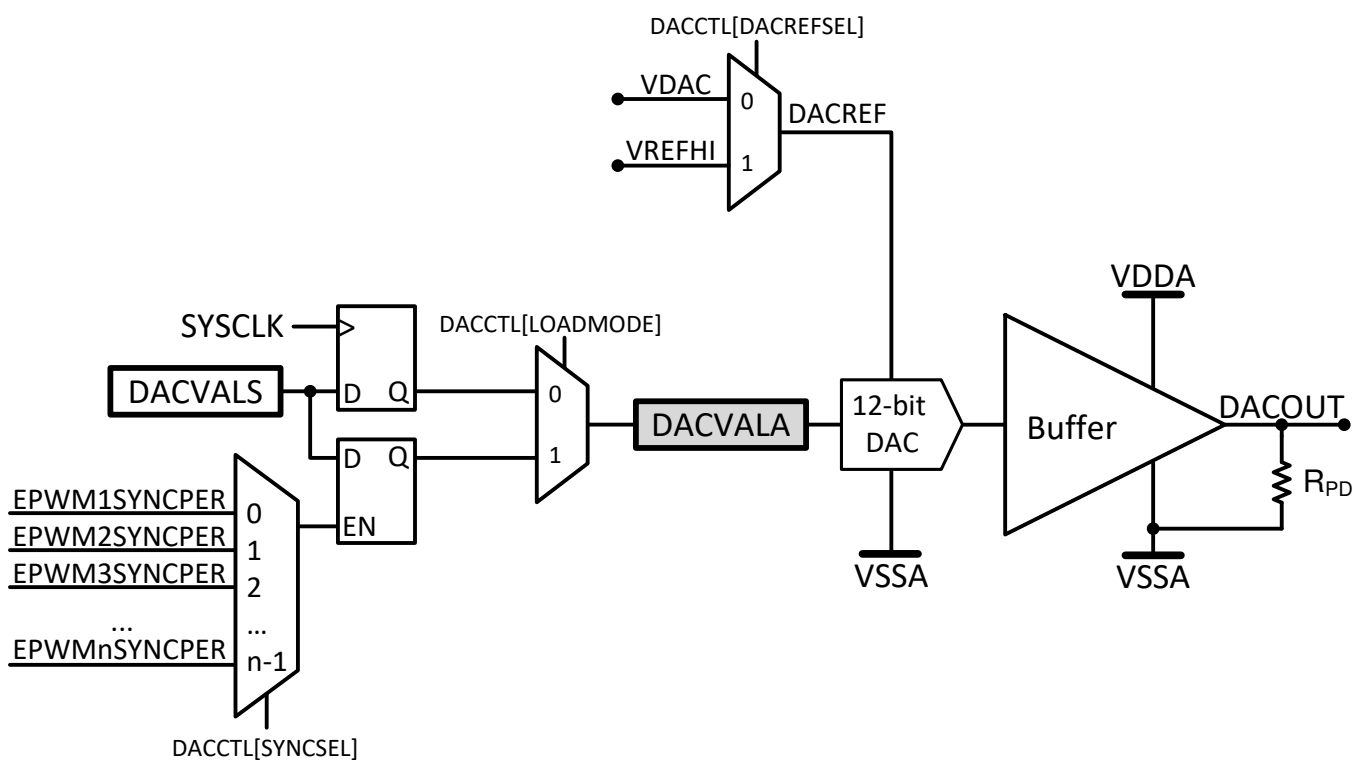 DACCTL[DACREFSEL]
VDAC
0
DACREF
VREFHI
1
VDDA
SYSCLK
DACCTL[LOADMODE]
DACVALS
D
Q
0
12-bit
DAC
DACVALA
Buffer
DACOUT
D
Q
1
RPD
EPWM1SYNCPER
0
EN
EPWM2SYNCPER
1
EPWM3SYNCPER
2
VSSA
VSSA
...
...
EPWMnSYNCPER
n-1
DACCTL[SYNCSEL]